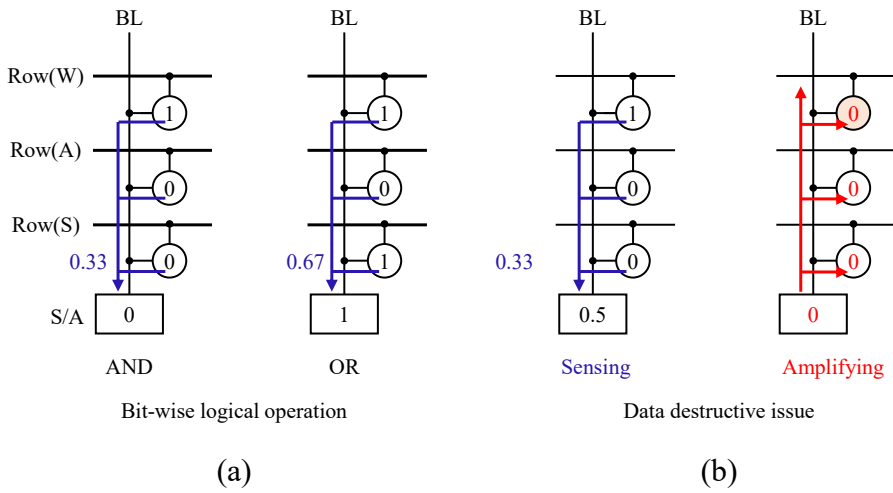 BL BL BL BL
Row(W)
1 1 1 0
Row(A)
0 0 0 0
Row(S)
0.33 0 0.67 1 0.33 0 0
S/A 0 1 0.5 0
AND OR Sensing Amplifying
Bit-wise logical operation Data destructive issue
(a) (b)